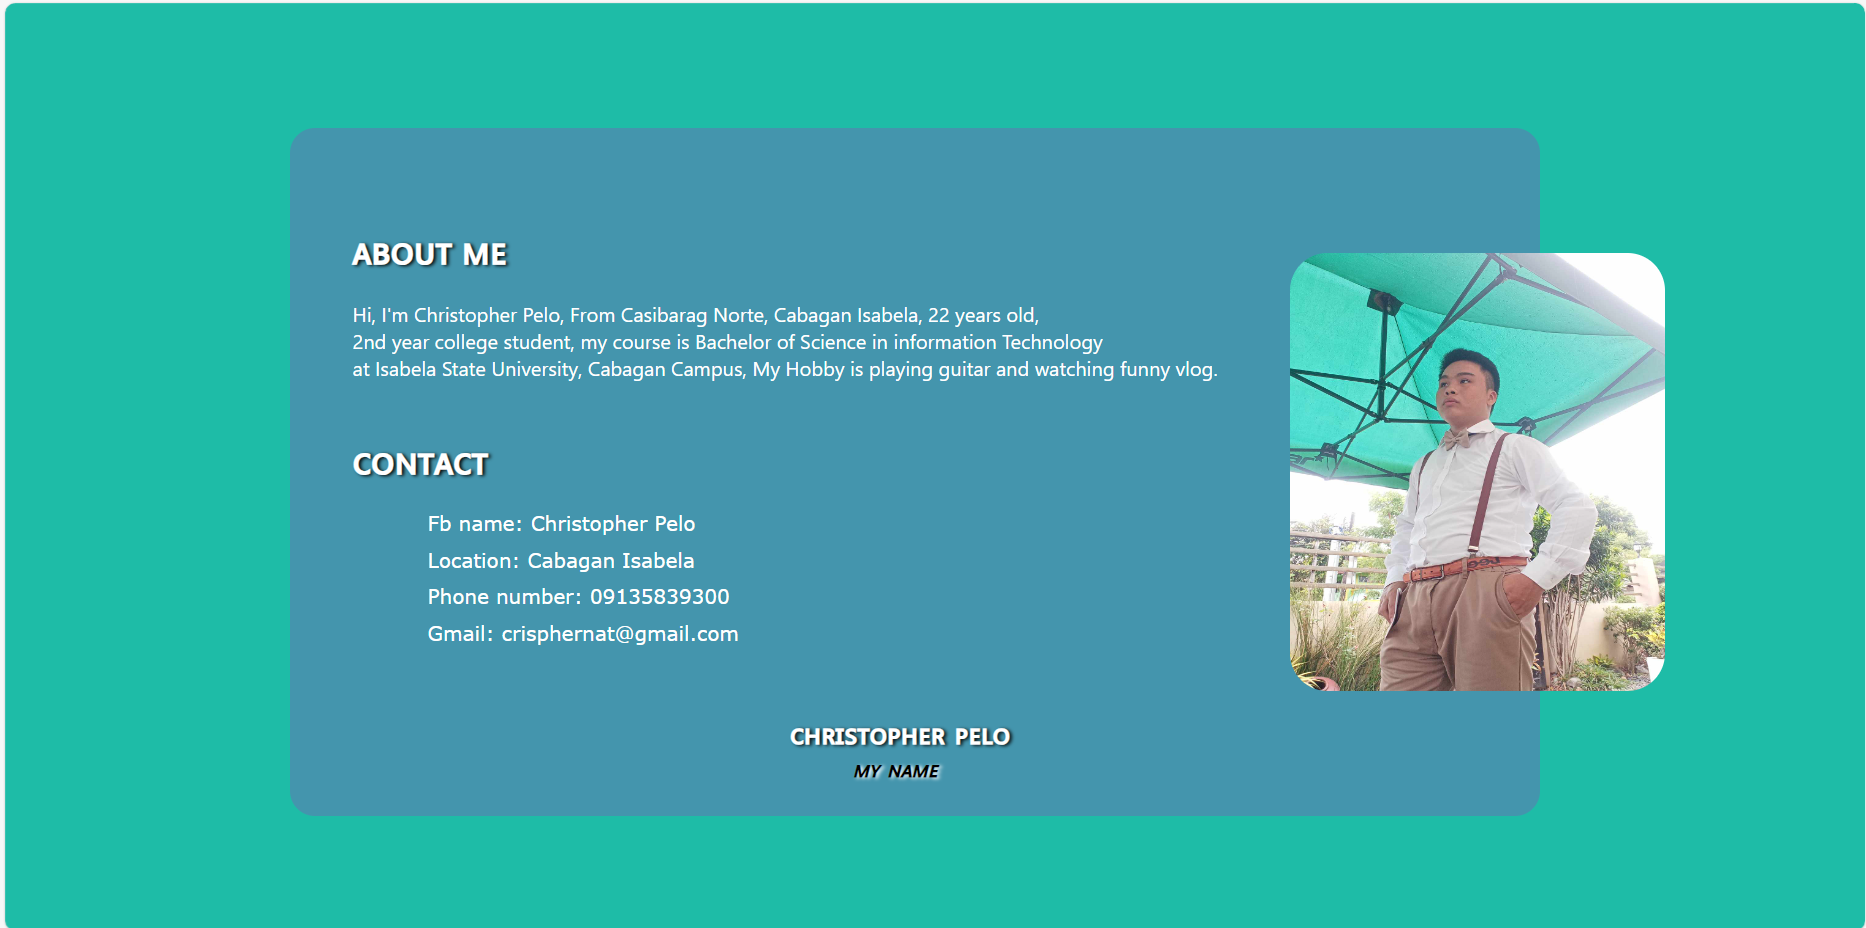 ABOUT ME
Hi, I'm Christopher Pelo, From Casibarag Norte, Cabagan Isabela, 22 years old,
2nd year college student, my course is Bachelor of Science in information Technology
at Isabela State University, Cabagan Campus, My Hobby is playing guitar and watching funny vlog.
CONTACT
Fb name: Christopher Pelo
Location: Cabagan Isabela
Phone number: 09135839300
Gmail: crisphernat@gmail.com
CHRISTOPHER PELO
MY NAME